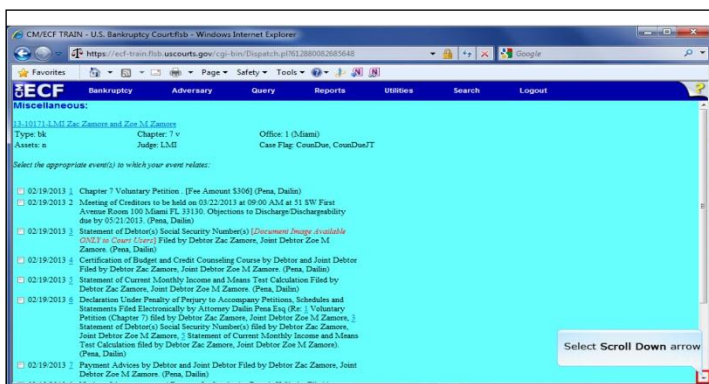 CM/ECF TRAIN - U.S. Bankruptcy Court:flsb - Windows Internet Explorer
https://ecf-train.flsb.uscourts.gov/cgi-bin/Dispatch.pl?612880082685648
Google
Favorites Page Safety Tools
ECF Bankruptcy Adversary Query Reports Utilities Search Logout ?
Miscellaneous:
13-10171-LMI Zac Zamore and Zoe M Zamore
Type: bk Chapter: 7 v Office: 1 (Miami)
Assets: n Judge: LMI Case Flag: CounDue, CounDueJT
Select the appropriate event(s) to which your event relates:
02/19/2013 1 Chapter 7 Voluntary Petition . [Fee Amount $306] (Pena, Dailin)
02/19/2013 2 Meeting of Creditors to be held on 03/22/2013 at 09:00 AM at 51 SW First
Avenue Room 100 Miami FL 33130. Objections to Discharge/Dischargeability
due by 05/21/2013. (Pena, Dailin)
02/19/2013 3 Statement of Debtor(s) Social Security Number(s) [Document Image Available
ONLY to Court Users] Filed by Debtor Zac Zamore, Joint Debtor Zoe M
Zamore. (Pena, Dailin)
02/19/2013 4 Certification of Budget and Credit Counseling Course by Debtor and Joint Debtor
Filed by Debtor Zac Zamore, Joint Debtor Zoe M Zamore. (Pena, Dailin)
02/19/2013 5 Statement of Current Monthly Income and Means Test Calculation Filed by
Debtor Zac Zamore, Joint Debtor Zoe M Zamore. (Pena, Dailin)
02/19/2013 6 Declaration Under Penalty of Perjury to Accompany Petitions, Schedules and
Statements Filed Electronically by Attorney Dailin Pena Esq (Re: 1 Voluntary
Petition (Chapter 7) filed by Debtor Zac Zamore, Joint Debtor Zoe M Zamore, 3
Statement of Debtor(s) Social Security Number(s) filed by Debtor Zac Zamore,
Joint Debtor Zoe M Zamore, 5 Statement of Current Monthly Income and Means
Test Calculation filed by Debtor Zac Zamore, Joint Debtor Zoe M Zamore).
(Pena, Dailin)
02/19/2013 7 Payment Advices by Debtor and Joint Debtor Filed by Debtor Zac Zamore, Joint
Debtor Zoe M Zamore. (Pena, Dailin)
Select Scroll Down arrow